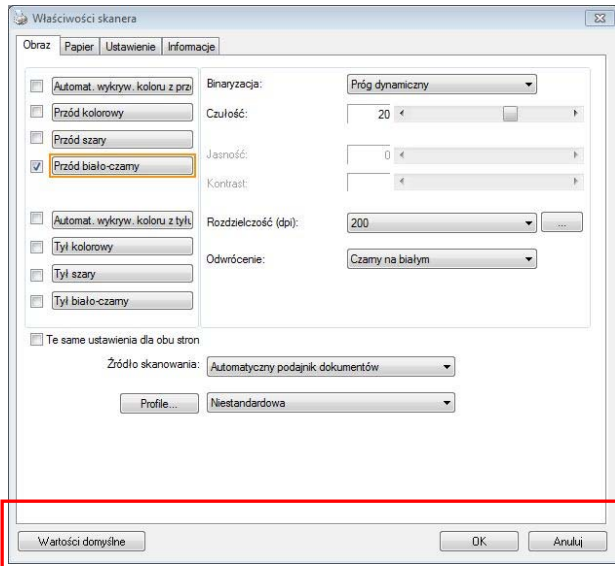 Właściwości skanera
Obraz Papier Ustawienie Informacje
Automat. wykryw. koloru z prz
Przód kolorowy
Przód szary
Przód biało-czarny
Automat. wykryw. koloru z tyłu
Tył kolorowy
Tył szary
Tył biało-czarny
Binaryzacja: Próg dynamiczny
Czułość: 20
Jasność: 0
Kontrast:
Rozdzielczość (dpi): 200 ...
Odwrócenie: Czarny na białym
Te same ustawienia dla obu stron
Źródło skanowania: Automatyczny podajnik dokumentów
Profile... Niestandardowa
Wartości domyślne OK Anuluj